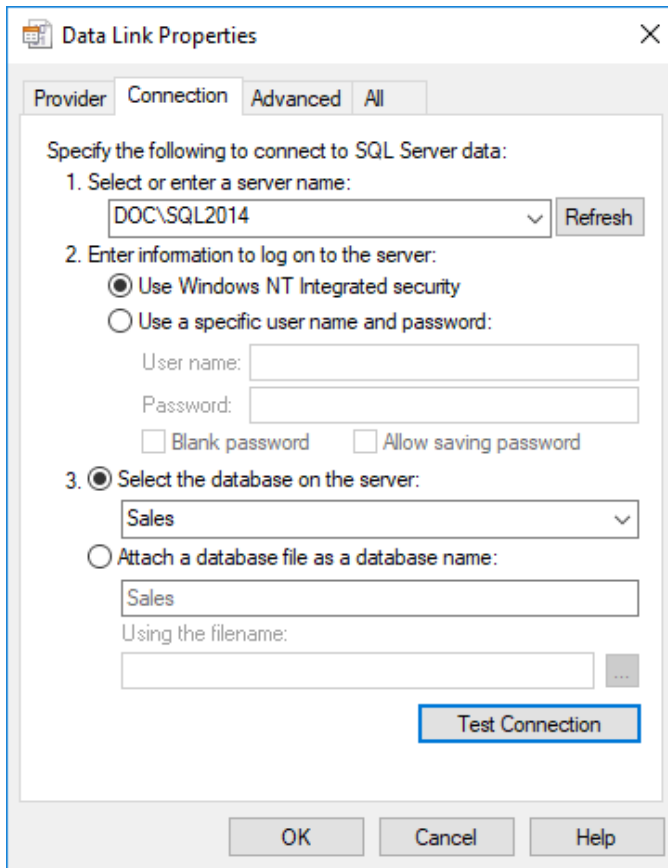 Data Link Properties
Provider Connection Advanced All
Specify the following to connect to SQL Server data:
1. Select or enter a server name:
DOC\SQL2014 Refresh
2. Enter information to log on to the server:
Use Windows NT Integrated security
Use a specific user name and password:
User name:
Password:
Blank password Allow saving password
3. Select the database on the server:
Sales
Attach a database file as a database name:
Sales
Using the filename:
...
Test Connection
OK Cancel Help